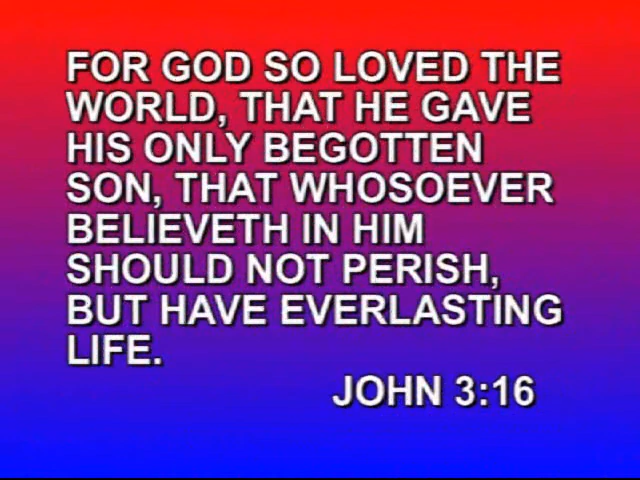 FOR GOD SO LOVED THE
WORLD, THAT HE GAVE
HIS ONLY BEGOTTEN
SON, THAT WHOSOEVER
BELIEVETH IN HIM
SHOULD NOT PERISH,
BUT HAVE EVERLASTING
LIFE.
JOHN 3:16